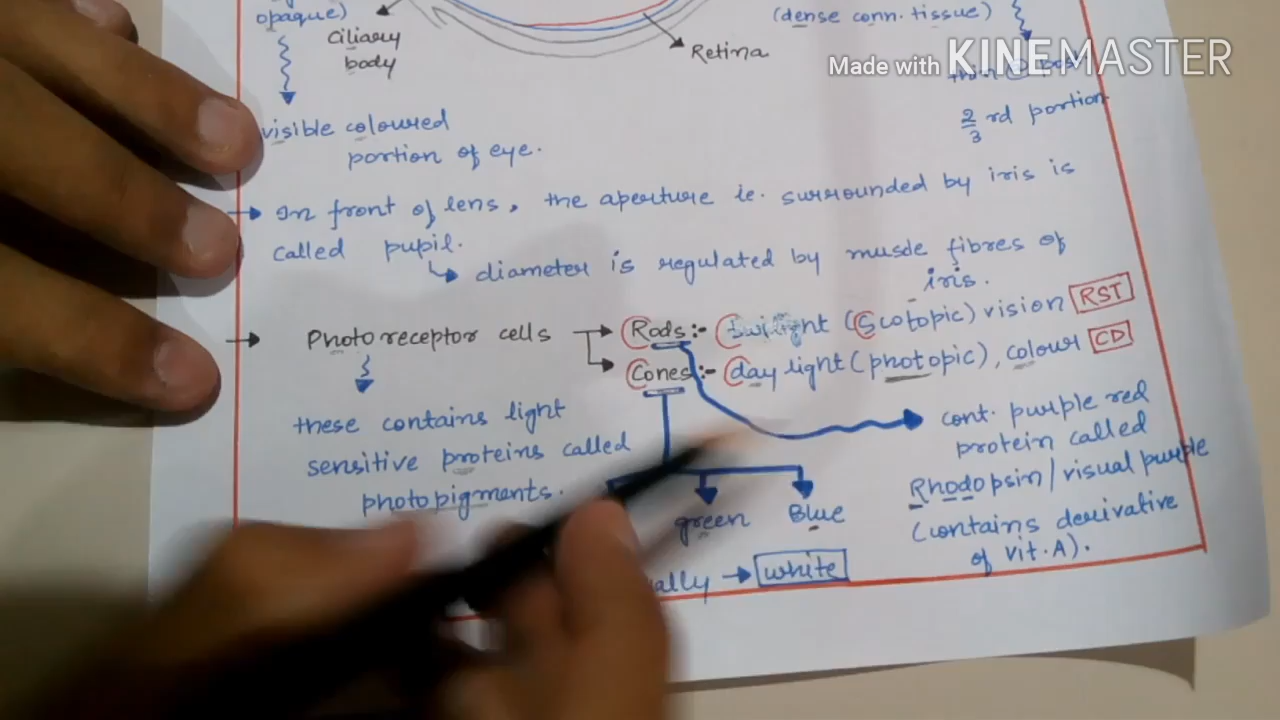 opaque)
Ciliary
body
Retina
(dense conn. tissue)
Made with KINEMASTER
2/3 rd portion
visible coloured
portion of eye.
In front of lens, the aperture ie. surrounded by iris is
called pupil.
diameter is regulated by muscle fibres of
iris.
Photoreceptor cells
Rods:- twilight (Scotopic) vision RST
Cones:- day light (photopic), colour CD
these contains light
sensitive proteins called
photopigments.
green Blue
ally → white
cont. purple red
protein called
Rhodopsin/visual purple
(contains derivative
of vit.A).